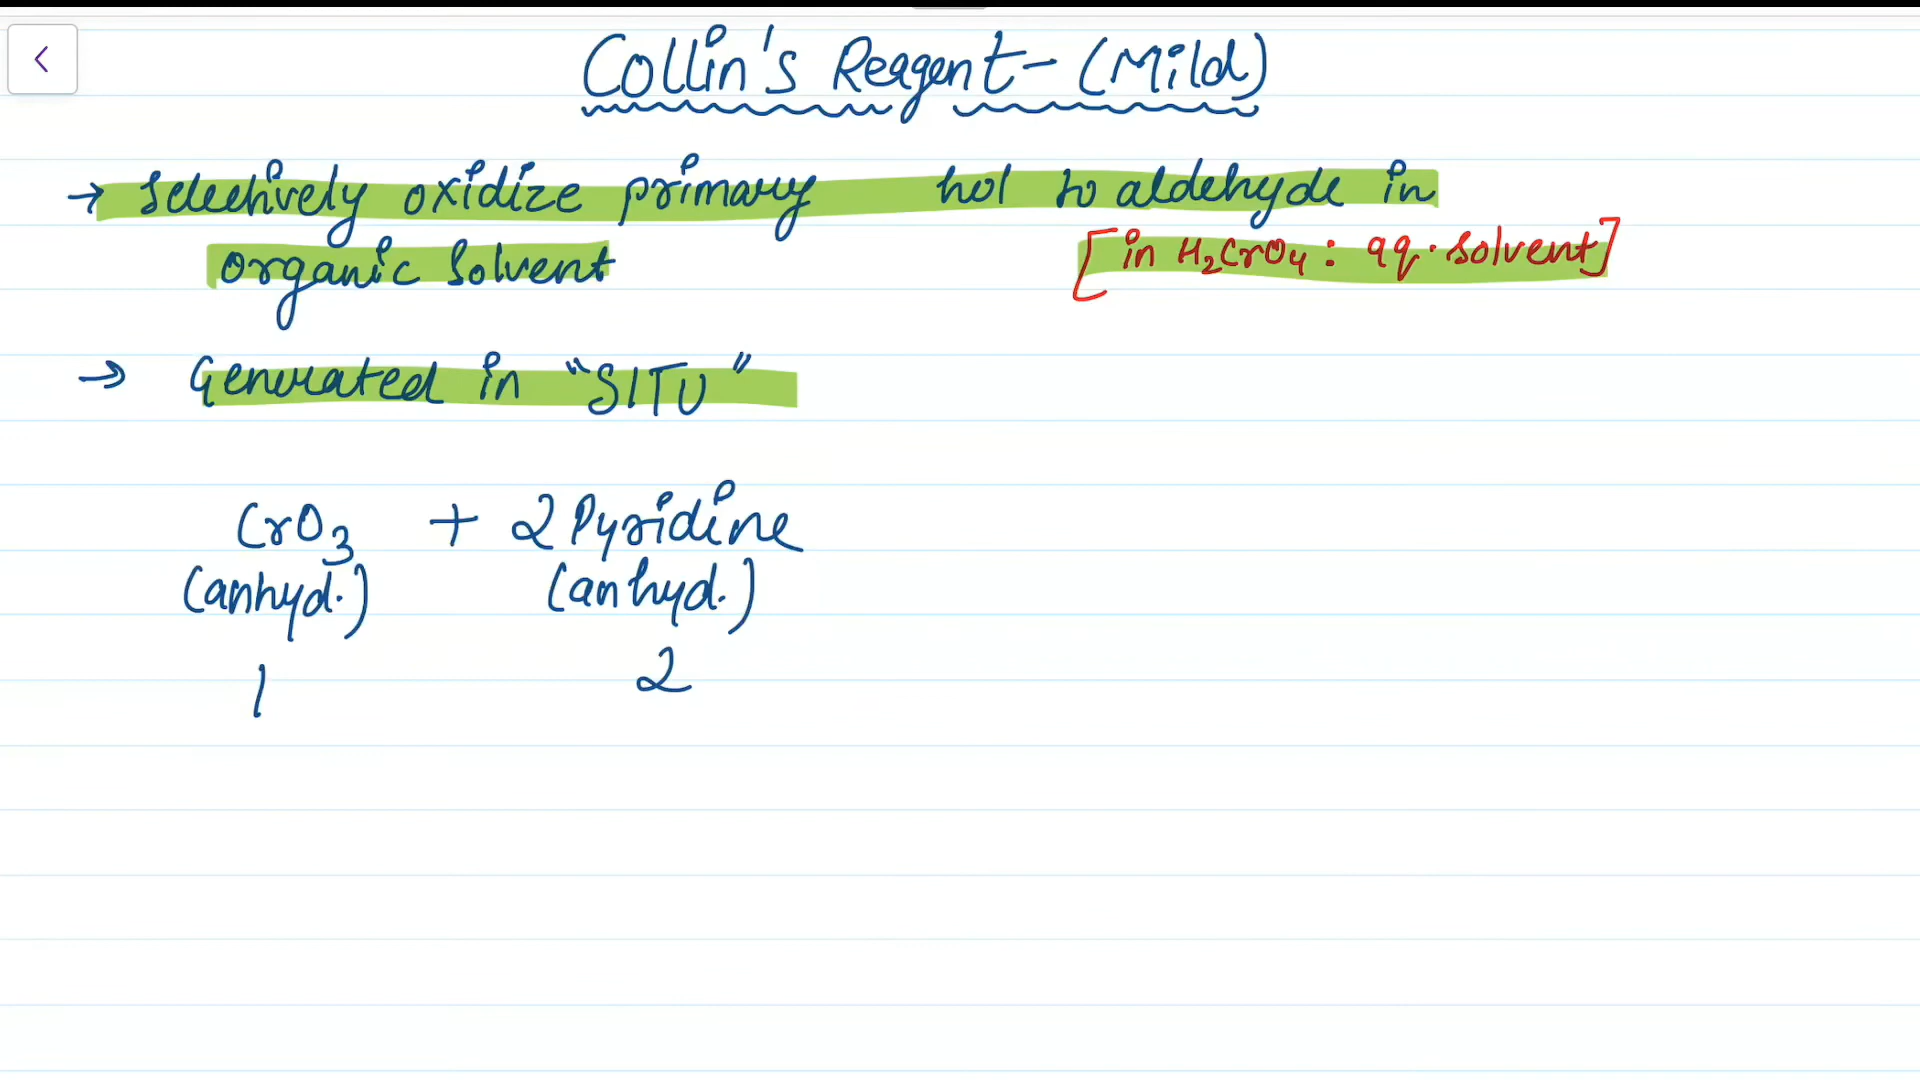 Collin's Reagent - (Mild)
→ Selectively oxidize primary hol to aldehyde in
organic Solvent
[in H₂CrO₄ : aq. solvent]
→ Generated in "SITU"
CrO₃ + 2 Pyridine
(anhyd.) (anhyd.)
1 2